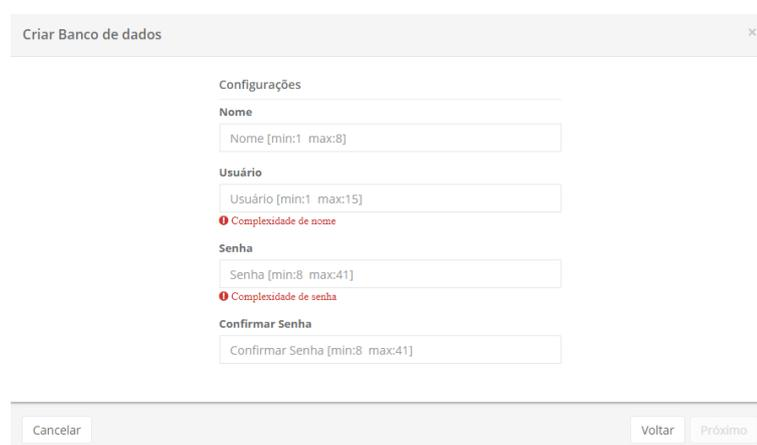 Criar Banco de dados ×
Configurações
Nome
Nome [min:1 max:8]
Usuário
Usuário [min:1 max:15]
Complexidade de nome
Senha
Senha [min:8 max:41]
Complexidade de senha
Confirmar Senha
Confirmar Senha [min:8 max:41]
Cancelar Voltar Próximo